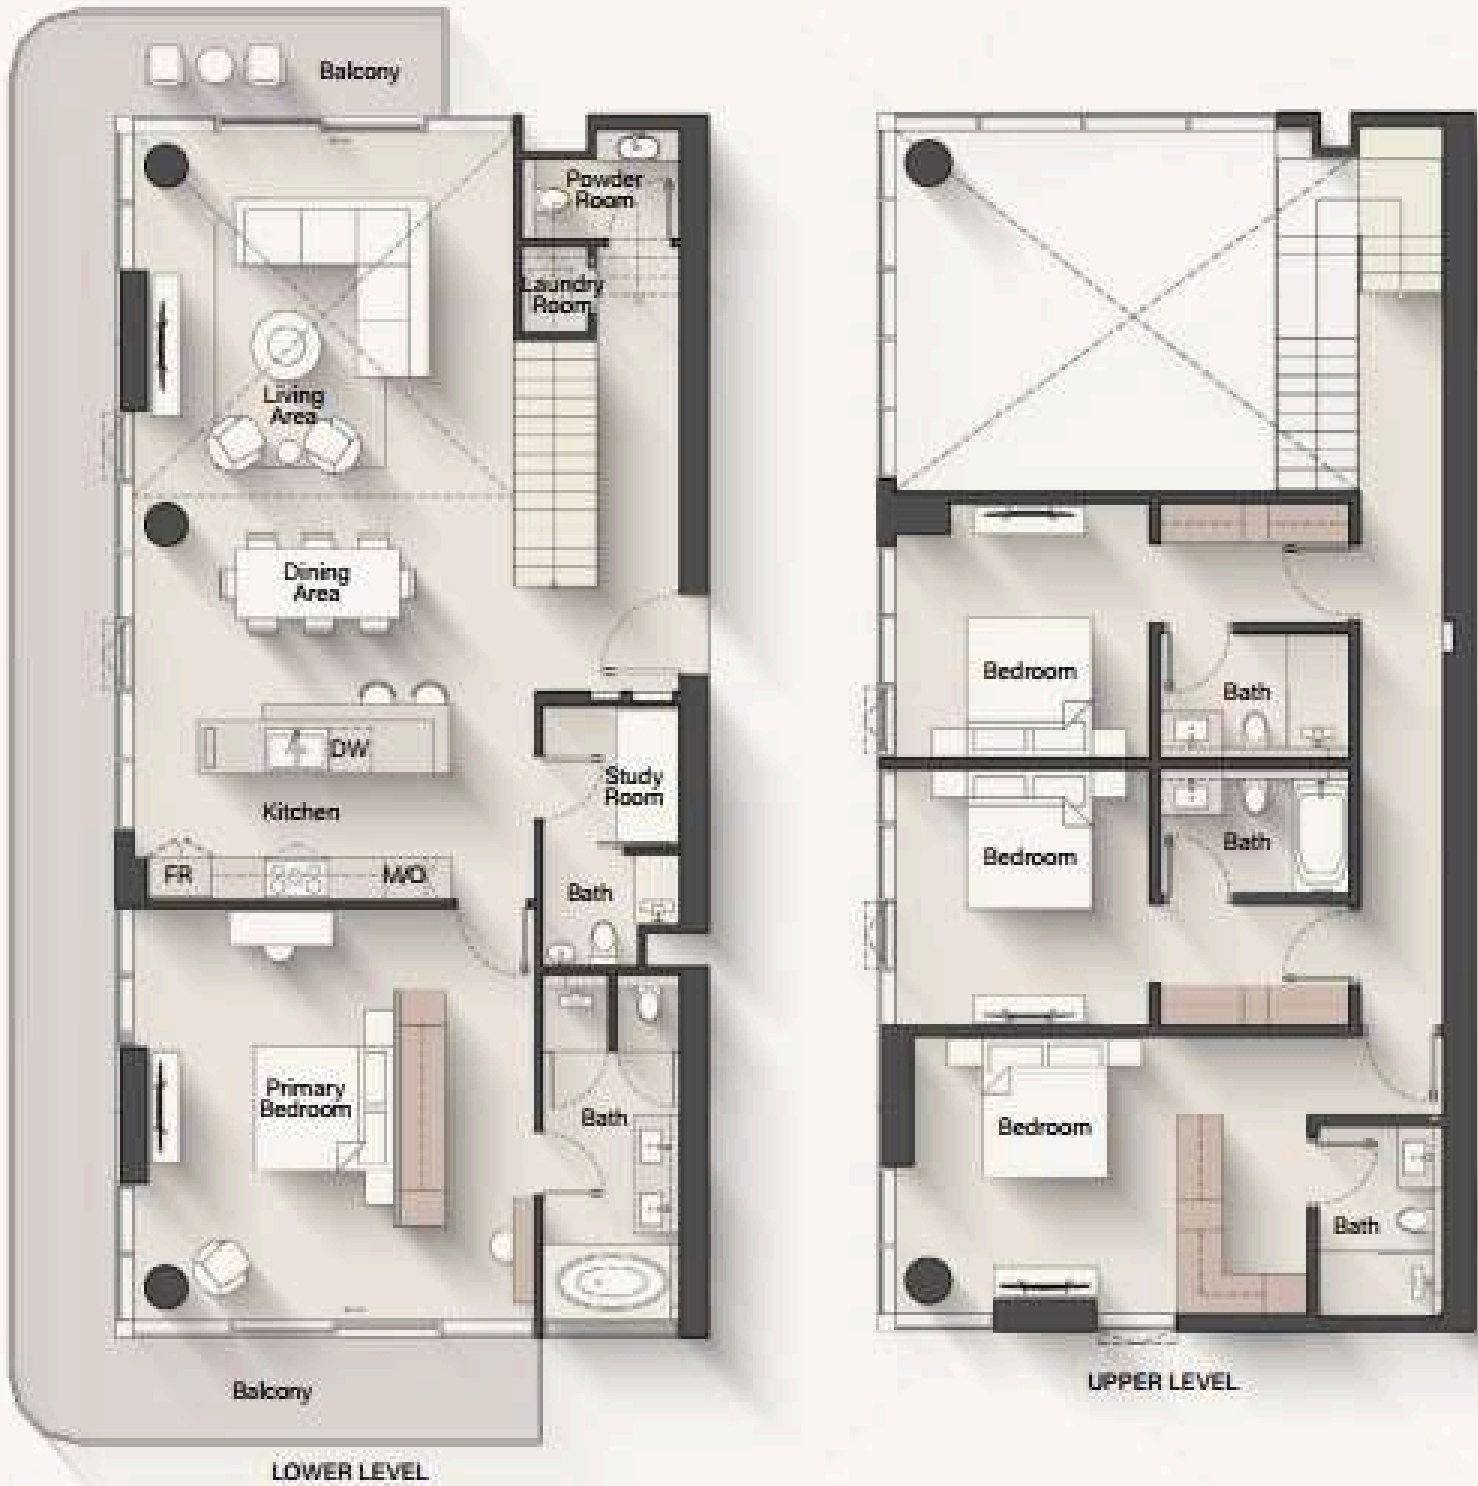 Balcony
Powder
Room
Laundry
Room
Living
Area
Dining
Area
DW
Study
Room
Kitchen
FR
M/O
Bath
Primary
Bedroom
Bath
Balcony
LOWER LEVEL
Bedroom
Bath
Bedroom
Bath
Bedroom
Bath
UPPER LEVEL